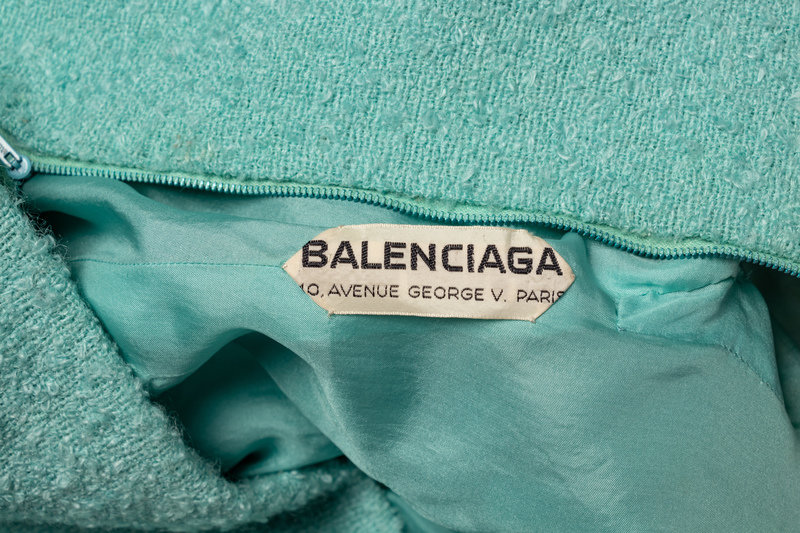 BALENCIAGA
10, AVENUE GEORGE V. PARIS